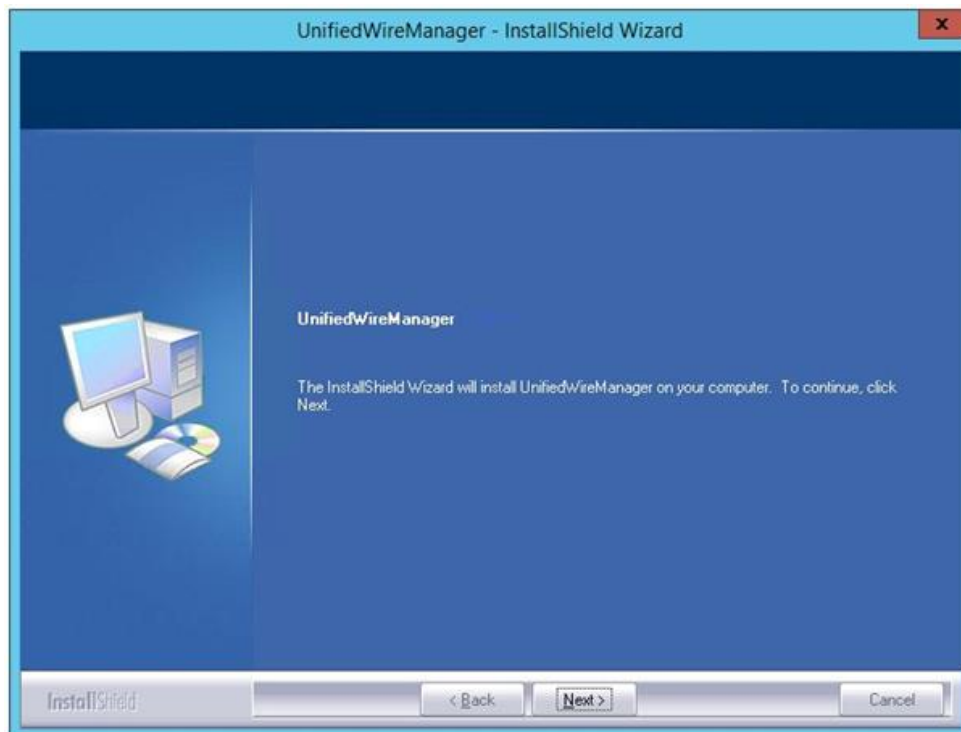 UnifiedWireManager - InstallShield Wizard
x
UnifiedWireManager
The InstallShield Wizard will install UnifiedWireManager on your computer. To continue, click
Next.
InstallShield
< Back
Next >
Cancel